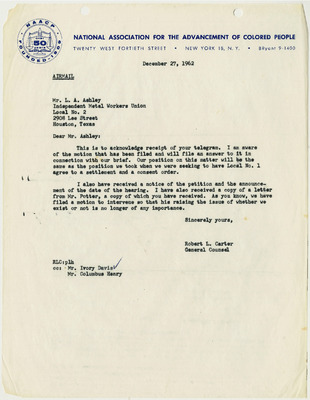 NAACP
50
FOUNDED 1909
NATIONAL ASSOCIATION FOR THE ADVANCEMENT OF COLORED PEOPLE
TWENTY WEST FORTIETH STREET • NEW YORK 18, N. Y. • BRyant 9-1400
December 27, 1962
AIRMAIL
Mr. L. A. Ashley
Independent Metal Workers Union
Local No. 2
2908 Lee Street
Houston, Texas
Dear Mr. Ashley:
This is to acknowledge receipt of your telegram. I am aware
of the motion that has been filed and will file an answer to it in
connection with our brief. Our position on this matter will be the
same as the position we took when we were seeking to have Local No. 1
agree to a settlement and a consent order.
I also have received a notice of the petition and the announce-
ment of the date of the hearing. I have also received a copy of a letter
from Mr. Potter, a copy of which you have received. As you know, we have
filed a motion to intervene so that his raising the issue of whether we
exist or not is no longer of any importance.
Sincerely yours,
Robert L. Carter
General Counsel
RLC:plh
cc: Mr. Ivory Davis
Mr. Columbus Henry